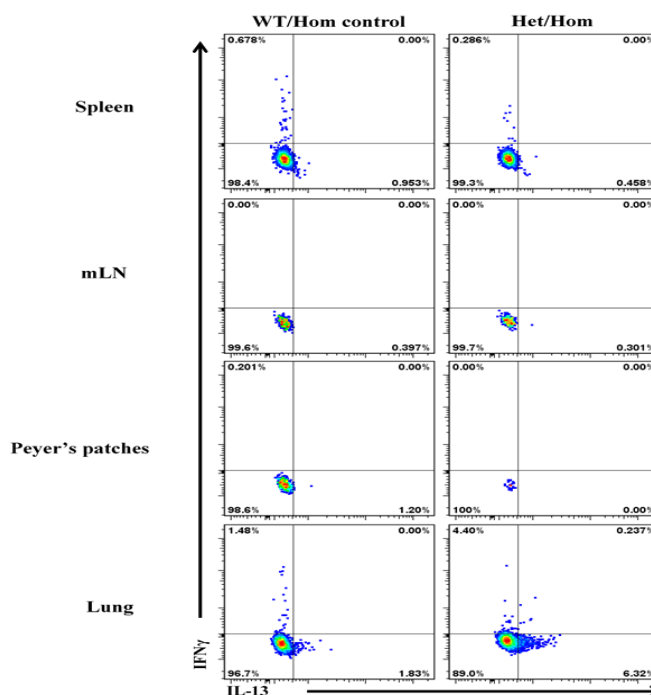 WT/Hom control Het/Hom
Spleen
0.678% 0.00% 0.286% 0.00%
98.4% 0.953% 99.3% 0.458%
mLN
0.00% 0.00% 0.00% 0.00%
99.6% 0.397% 99.7% 0.301%
Peyer's patches
0.201% 0.00% 0.00% 0.00%
98.6% 1.20% 100% 0.00%
Lung
1.48% 0.00% 4.40% 0.237%
96.7% 1.83% 89.0% 6.32%
IFNγ
IL-13